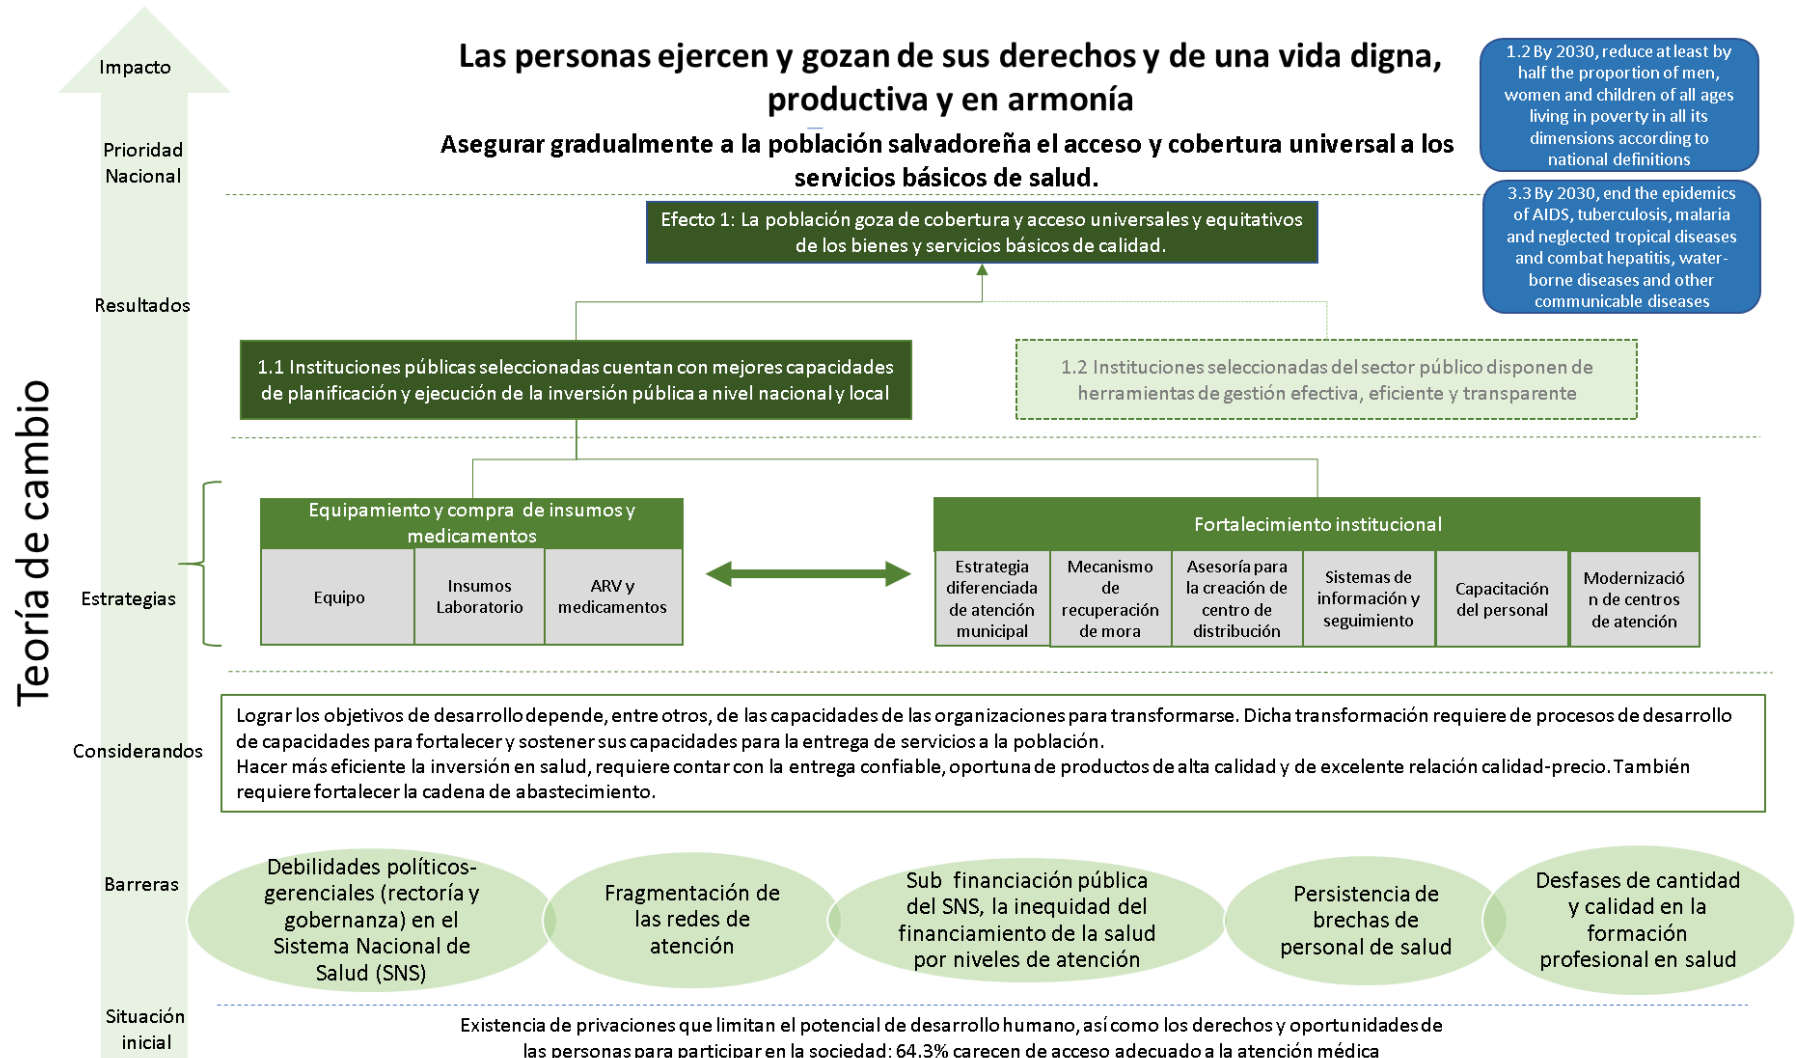 Teoría de cambio
Impacto
Las personas ejercen y gozan de sus derechos y de una vida digna,
productiva y en armonía
1.2 By 2030, reduce at least by
half the proportion of men,
women and children of all ages
living in poverty in all its
dimensions according to
national definitions
Prioridad
Nacional
Asegurar gradualmente a la población salvadoreña el acceso y cobertura universal a los
servicios básicos de salud.
3.3 By 2030, end the epidemics
of AIDS, tuberculosis, malaria
and neglected tropical diseases
and combat hepatitis, water-
borne diseases and other
communicable diseases
Resultados
Efecto 1: La población goza de cobertura y acceso universales y equitativos
de los bienes y servicios básicos de calidad.
1.1 Instituciones públicas seleccionadas cuentan con mejores capacidades
de planificación y ejecución de la inversión pública a nivel nacional y local
1.2 Instituciones seleccionadas del sector público disponen de
herramientas de gestión efectiva, eficiente y transparente
Estrategias
Equipamiento y compra de insumos y
medicamentos
Equipo
Insumos
Laboratorio
ARV y
medicamentos
Fortalecimiento institucional
Estrategia
diferenciada
de atención
municipal
Mecanismo
de
recuperación
de mora
Asesoría para
la creación de
centro de
distribución
Sistemas de
información y
seguimiento
Capacitación
del personal
Modernizació
n de centros
de atención
Considerandos
Lograr los objetivos de desarrollo depende, entre otros, de las capacidades de las organizaciones para transformarse. Dicha transformación requiere de procesos de desarrollo
de capacidades para fortalecer y sostener sus capacidades para la entrega de servicios a la población.
Hacer más eficiente la inversión en salud, requiere contar con la entrega confiable, oportuna de productos de alta calidad y de excelente relación calidad-precio. También
requiere fortalecer la cadena de abastecimiento.
Barreras
Debilidades políticos-
gerenciales (rectoría y
gobernanza) en el
Sistema Nacional de
Salud (SNS)
Fragmentación de
las redes de
atención
Sub financiación pública
del SNS, la inequidad del
financiamiento de la salud
por niveles de atención
Persistencia de
brechas de
personal de salud
Desfases de cantidad
y calidad en la
formación
profesional en salud
Situación
inicial
Existencia de privaciones que limitan el potencial de desarrollo humano, así como los derechos y oportunidades de
las personas para participar en la sociedad: 64.3% carecen de acceso adecuado a la atención médica